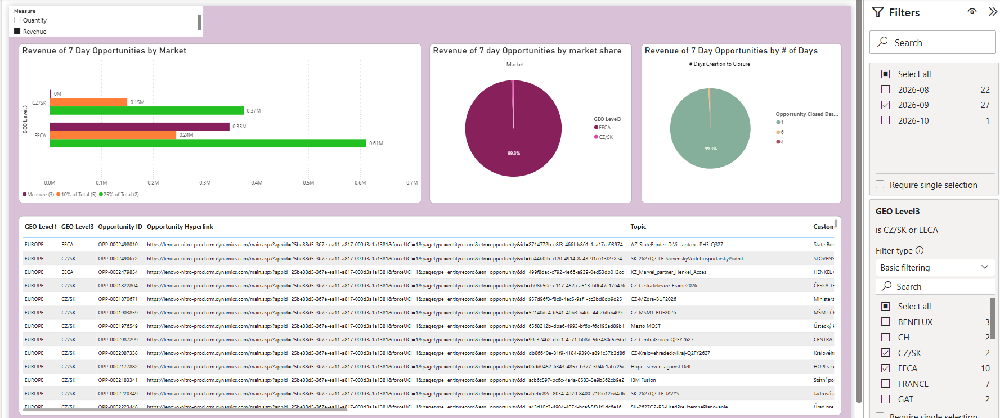 Measure
Quantity
Revenue
Revenue of 7 Day Opportunities by Market
GEO Level3
CZ/SK
0M
0.15M
0.37M
EECA
0.35M
0.24M
0.61M
0.0M 0.1M 0.2M 0.3M 0.4M 0.5M 0.6M 0.7M
Measure (3) 10% of Total (5) 25% of Total (2)
Revenue of 7 day Opportunities by market share
Market
99.3%
GEO Level3
EECA
CZ/SK
Revenue of 7 Day Opportunities by # of Days
# Days Creation to Closure
99.3%
Opportunity Closed Dat...
1
6
4
GEO Level1 GEO Level3 Opportunity ID Opportunity Hyperlink Topic Custom
EUROPE EECA OPP-0002498010 https://lenovo-nitro-prod.crm.dynamics.com/main.aspx?appid=25be88d5-367e-ea11-a817-000d3a1a1381&forceUCI=1&pagetype=entityrecord&etn=opportunity&id=8714772b-e8f3-466f-b861-1ca17ca93974 AZ-StateBorder-DiVi-Laptops-PH3-Q327 State Bor
EUROPE CZ/SK OPP-0002490672 https://lenovo-nitro-prod.crm.dynamics.com/main.aspx?appid=25be88d5-367e-ea11-a817-000d3a1a1381&forceUCI=1&pagetype=entityrecord&etn=opportunity&id=6a44b0fb-7f20-4914-8a43-91c613f272e4 SK-2627Q2-LE-SlovenskyVodohospodarskyPodnik SLOVENS
EUROPE EECA OPP-0002479854 https://lenovo-nitro-prod.crm.dynamics.com/main.aspx?appid=25be88d5-367e-ea11-a817-000d3a1a1381&forceUCI=1&pagetype=entityrecord&etn=opportunity&id=499f8dac-c792-4e66-a939-0ed53db012cc KZ_Marvel_partner_Henkel_Acces HENKEL
EUROPE CZ/SK OPP-0001822804 https://lenovo-nitro-prod.crm.dynamics.com/main.aspx?appid=25be88d5-367e-ea11-a817-000d3a1a1381&forceUCI=1&pagetype=entityrecord&etn=opportunity&id=cb08b50e-e117-452a-a513-b0647c176476 CZ-CeskaTelevize-Frame2026 ČESKÁ TE
EUROPE CZ/SK OPP-0001870671 https://lenovo-nitro-prod.crm.dynamics.com/main.aspx?appid=25be88d5-367e-ea11-a817-000d3a1a1381&forceUCI=1&pagetype=entityrecord&etn=opportunity&id=957d96f8-f8c8-4ec5-9af1-cc3bd8db9d25 CZ-MZdra-BUF2026 Ministers
EUROPE CZ/SK OPP-0001903859 https://lenovo-nitro-prod.crm.dynamics.com/main.aspx?appid=25be88d5-367e-ea11-a817-000d3a1a1381&forceUCI=1&pagetype=entityrecord&etn=opportunity&id=52140dc4-6541-46b3-b4dc-44f2bfbb409c CZ-MSMT-BUF2026 MŠMT Č
EUROPE CZ/SK OPP-0001976549 https://lenovo-nitro-prod.crm.dynamics.com/main.aspx?appid=25be88d5-367e-ea11-a817-000d3a1a1381&forceUCI=1&pagetype=entityrecord&etn=opportunity&id=6568212b-dba6-4993-bf6b-f6c195ad89b1 Mesto MOST Ústecký k
EUROPE CZ/SK OPP-0002087299 https://lenovo-nitro-prod.crm.dynamics.com/main.aspx?appid=25be88d5-367e-ea11-a817-000d3a1a1381&forceUCI=1&pagetype=entityrecord&etn=opportunity&id=90c324b2-d7c1-4e71-b68d-563480c5e56d CZ-CentraGroup-Q2FY2627 CENTRAL
EUROPE CZ/SK OPP-0002087338 https://lenovo-nitro-prod.crm.dynamics.com/main.aspx?appid=25be88d5-367e-ea11-a817-000d3a1a1381&forceUCI=1&pagetype=entityrecord&etn=opportunity&id=db86640e-81f9-4184-9390-a891c37b3d86 CZ-KralovehradeckyKraj-Q2FY2627 Královéh
EUROPE CZ/SK OPP-0002177882 https://lenovo-nitro-prod.crm.dynamics.com/main.aspx?appid=25be88d5-367e-ea11-a817-000d3a1a1381&forceUCI=1&pagetype=entityrecord&etn=opportunity&id=06dd0452-6343-4857-b377-504fc1ab725c Hopi - servers against Dell HOPI s.r.
EUROPE CZ/SK OPP-0002183341 https://lenovo-nitro-prod.crm.dynamics.com/main.aspx?appid=25be88d5-367e-ea11-a817-000d3a1a1381&forceUCI=1&pagetype=entityrecord&etn=opportunity&id=acb6c597-bc6c-4a4a-8583-3e9b562cb9e2 IBM Fusion Státní po
EUROPE CZ/SK OPP-0002220349 https://lenovo-nitro-prod.crm.dynamics.com/main.aspx?appid=25be88d5-367e-ea11-a817-000d3a1a1381&forceUCI=1&pagetype=entityrecord&etn=opportunity&id=abe6e82e-8034-4070-8400-71f6612ed4db SK-2627Q2-LE-JAVYS Jadrová a
EUROPE CZ/SK OPP-0002223448 https://lenovo-nitro-prod.crm.dynamics.com/main.aspx?appid=25be88d5-367e-ea11-a817-000d3a1a1381&forceUCI=1&pagetype=entityrecord&etn=opportunity&id=a43d10c3-4904-4074-bcef-5f31f1dc6e16 SK-2627Q2-PS-UradPreUzemnePlanovanie Úrad pre
Filters
Search
Select all
2026-08 22
2026-09 27
2026-10 1
Require single selection
GEO Level3
is CZ/SK or EECA
Filter type
Basic filtering
Search
Select all
BENELUX 3
CH 2
CZ/SK 2
EECA 10
FRANCE 7
GAT 2
Require single selection